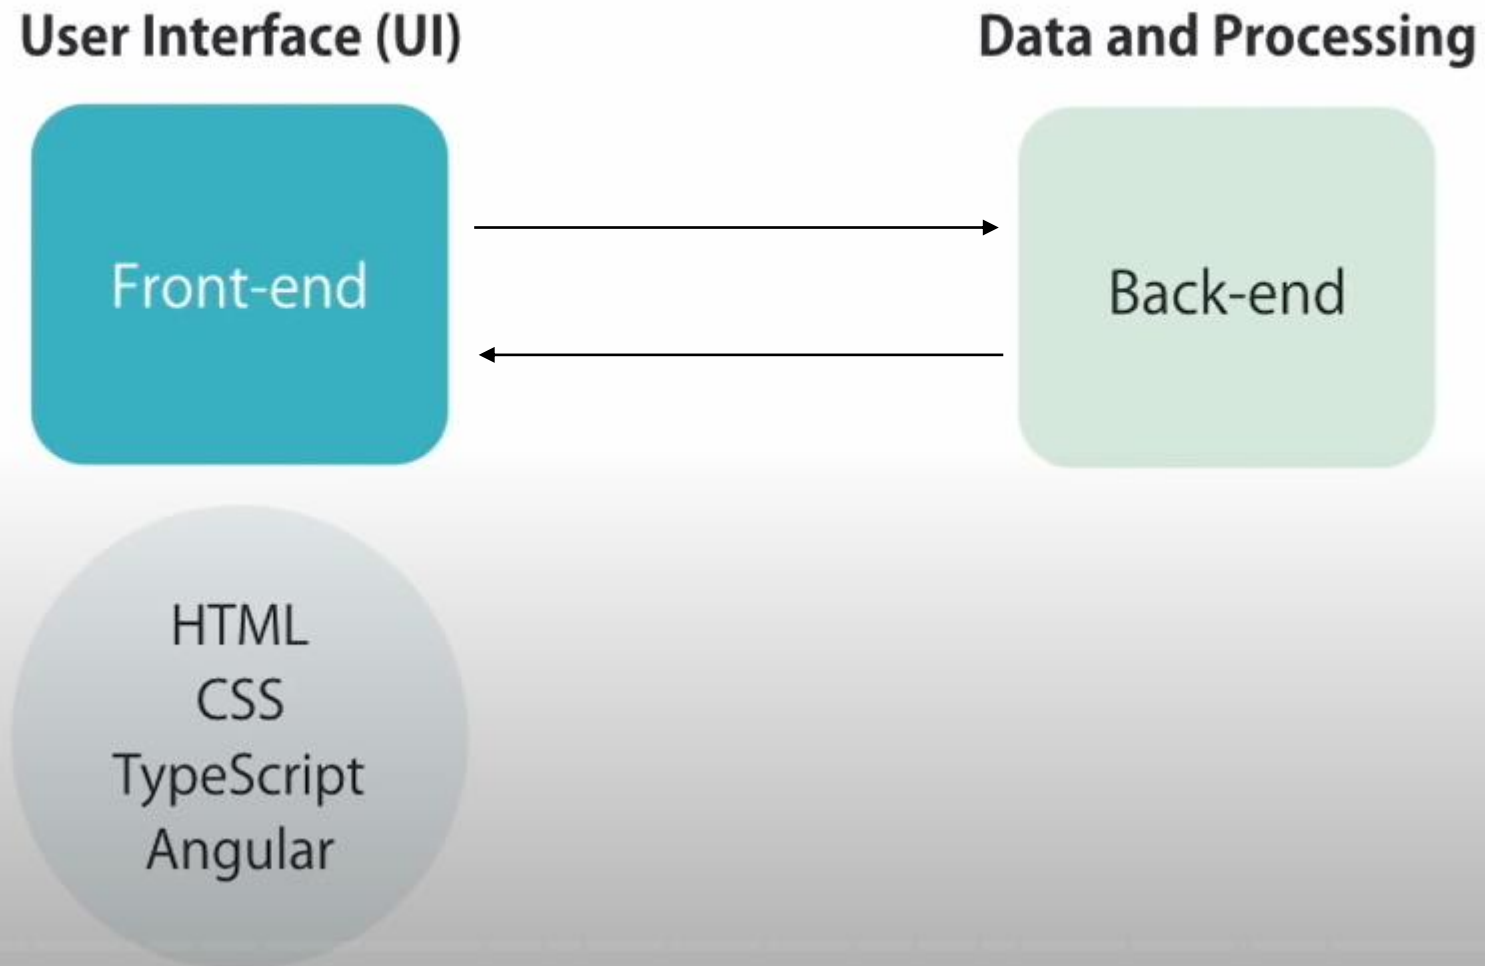 User Interface (UI)
Data and Processing
Front-end
Back-end
HTML
CSS
TypeScript
Angular